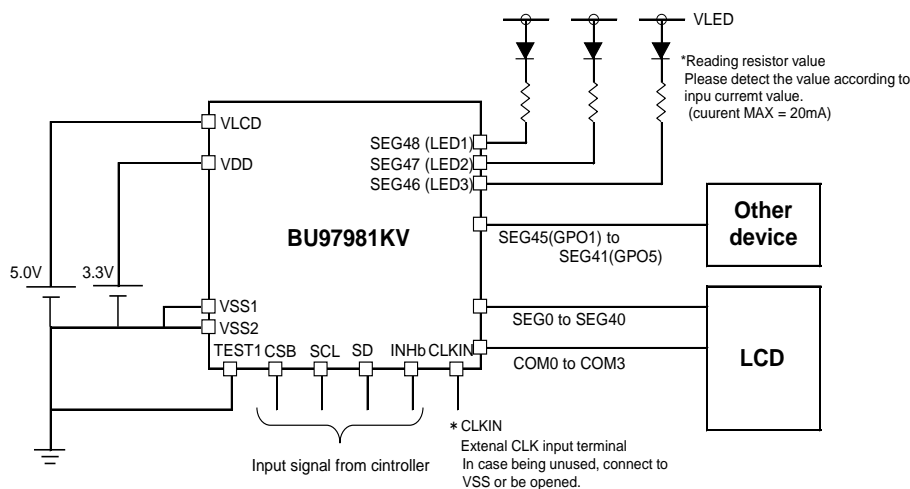 VLED
*Reading resistor value
Please detect the value according to
inpu curremt value.
(cuurent MAX = 20mA)
VLCD
VDD
SEG48 (LED1)
SEG47 (LED2)
SEG46 (LED3)
BU97981KV
SEG45(GPO1) to
SEG41(GPO5)
Other
device
5.0V
3.3V
VSS1
VSS2
SEG0 to SEG40
COM0 to COM3
LCD
TEST1 CSB SCL SD INHb CLKIN
* CLKIN
Extenal CLK input terminal
In case being unused, connect to
VSS or be opened.
Input signal from cintroller